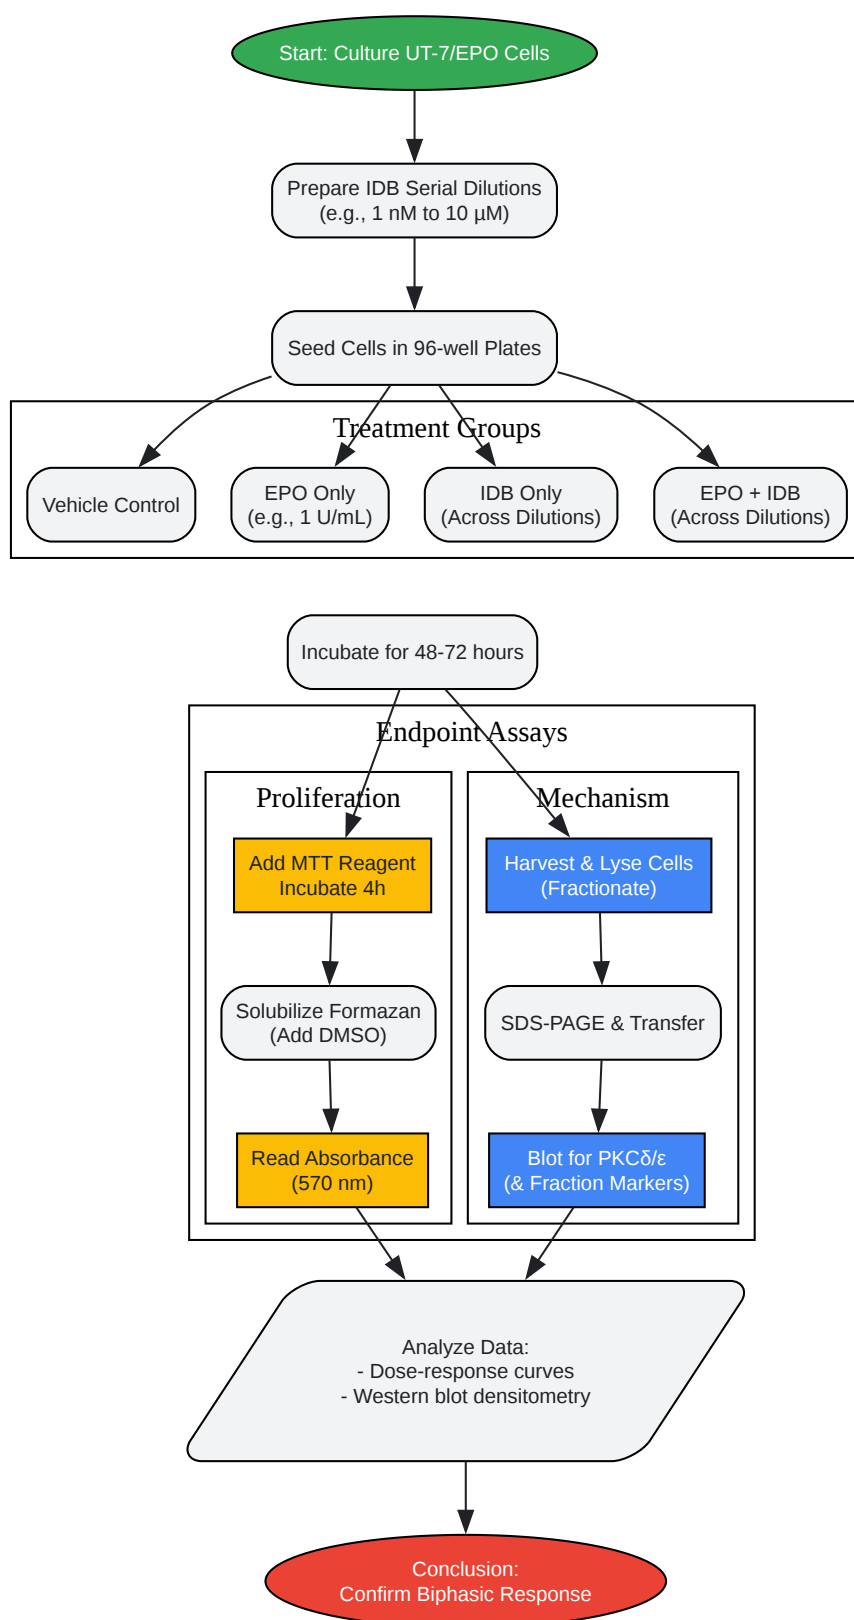 Start: Culture UT-7/EPO Cells
Prepare IDB Serial Dilutions
(e.g., 1 nM to 10 µM)
Seed Cells in 96-well Plates
Treatment Groups
Vehicle Control
EPO Only
(e.g., 1 U/mL)
IDB Only
(Across Dilutions)
EPO + IDB
(Across Dilutions)
Incubate for 48-72 hours
Endpoint Assays
Proliferation
Add MTT Reagent
Incubate 4h
Solubilize Formazan
(Add DMSO)
Read Absorbance
(570 nm)
Mechanism
Harvest & Lyse Cells
(Fractionate)
SDS-PAGE & Transfer
Blot for PKCδ/ε
(& Fraction Markers)
Analyze Data:
- Dose-response curves
- Western blot densitometry
Conclusion:
Confirm Biphasic Response